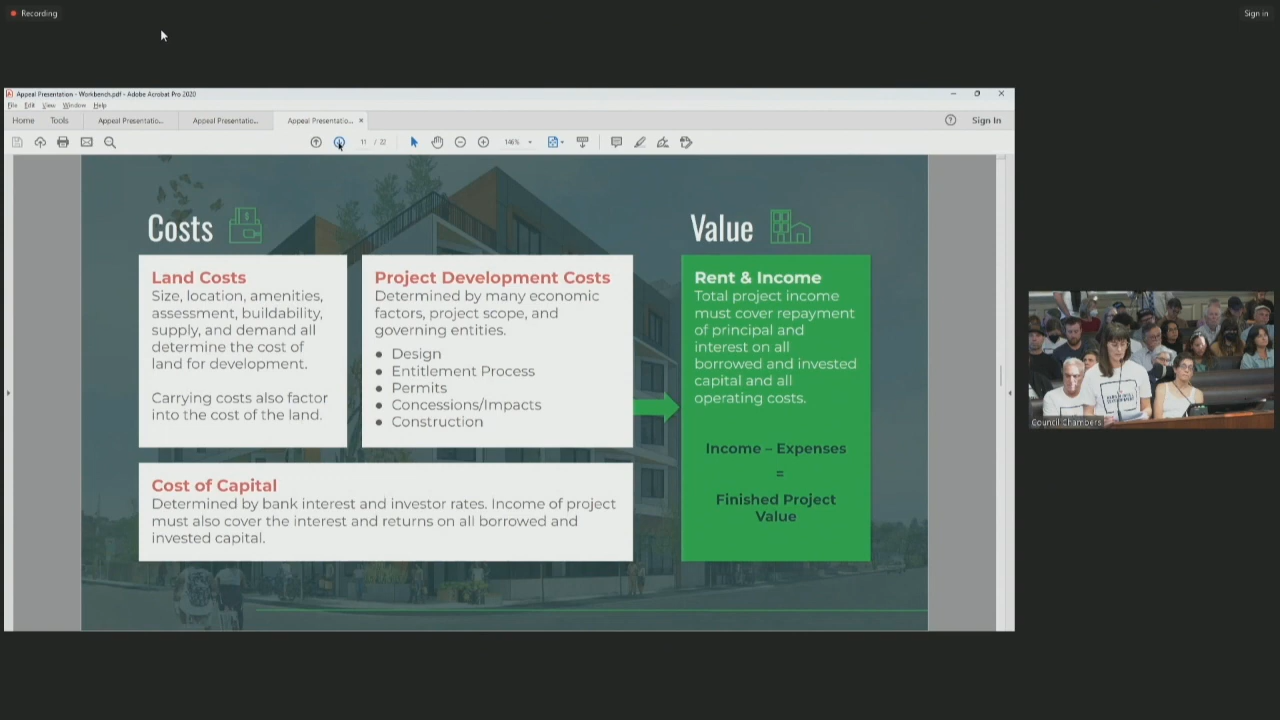 Recording
Sign in
Appeal Presentation - Workbench.pdf - Adobe Acrobat Pro 2020
File Edit View Window Help
Home Tools Appeal Presentatio... Appeal Presentatio... Appeal Presentatio... ×
Sign In
11 / 22
146%
Costs
Value
Land Costs
Size, location, amenities,
assessment, buildability,
supply, and demand all
determine the cost of
land for development.
Carrying costs also factor
into the cost of the land.
Project Development Costs
Determined by many economic
factors, project scope, and
governing entities.
• Design
• Entitlement Process
• Permits
• Concessions/Impacts
• Construction
Rent & Income
Total project income
must cover repayment
of principal and
interest on all
borrowed and invested
capital and all
operating costs.
Income – Expenses
=
Finished Project
Value
Cost of Capital
Determined by bank interest and investor rates. Income of project
must also cover the interest and returns on all borrowed and
invested capital.
Council Chambers